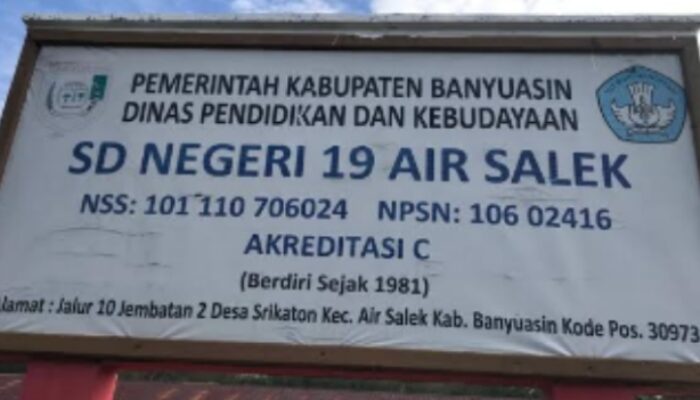 PEMERINTAH KABUPATEN BANYUASIN
DINAS PENDIDIKAN DAN KEBUDAYAAN
SD NEGERI 19 AIR SALEK
NSS: 101 110 706024 NPSN: 106 02416
AKREDITASI C
(Berdiri Sejak 1981)
Alamat : Jalur 10 Jembatan 2 Desa Srikaton Kec. Air Salek Kab. Banyuasin Kode Pos. 30973